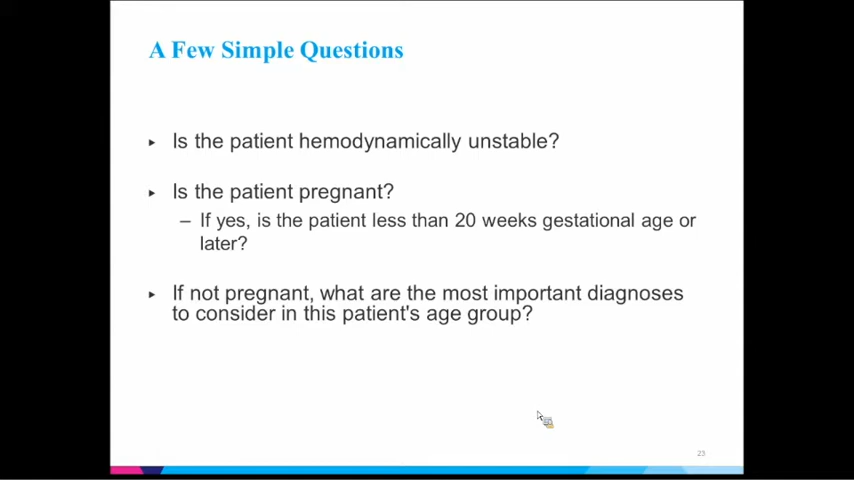 A Few Simple Questions
▸ Is the patient hemodynamically unstable?
▸ Is the patient pregnant?
– If yes, is the patient less than 20 weeks gestational age or
later?
▸ If not pregnant, what are the most important diagnoses
to consider in this patient's age group?
23